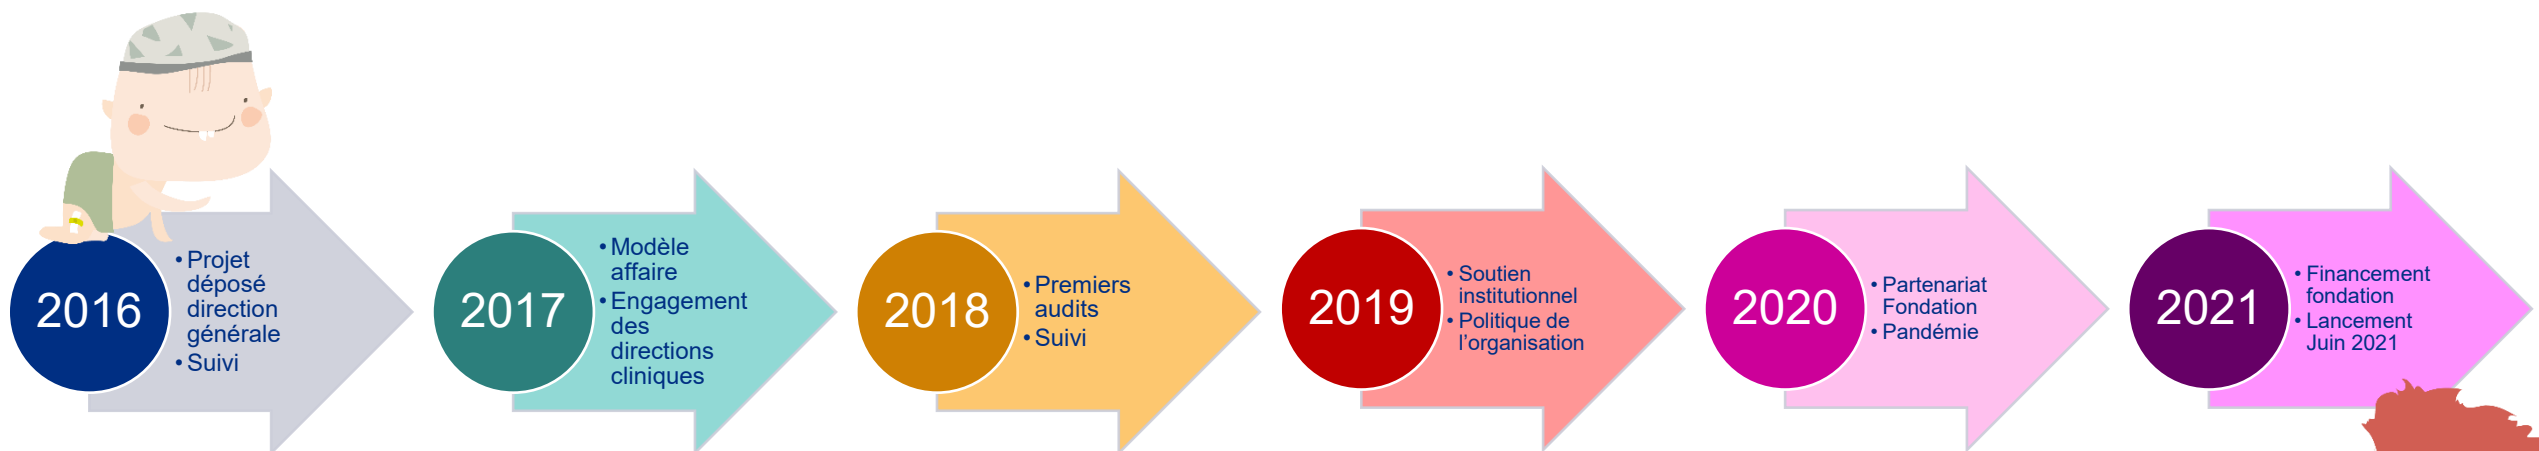 2016
• Projet
déposé
direction
générale
• Suivi
2017
• Modèle
affaire
• Engagement
des
directions
cliniques
2018
• Premiers
audits
• Suivi
2019
• Soutien
institutionnel
• Politique de
l’organisation
2020
• Partenariat
Fondation
• Pandémie
2021
• Financement
fondation
• Lancement
Juin 2021